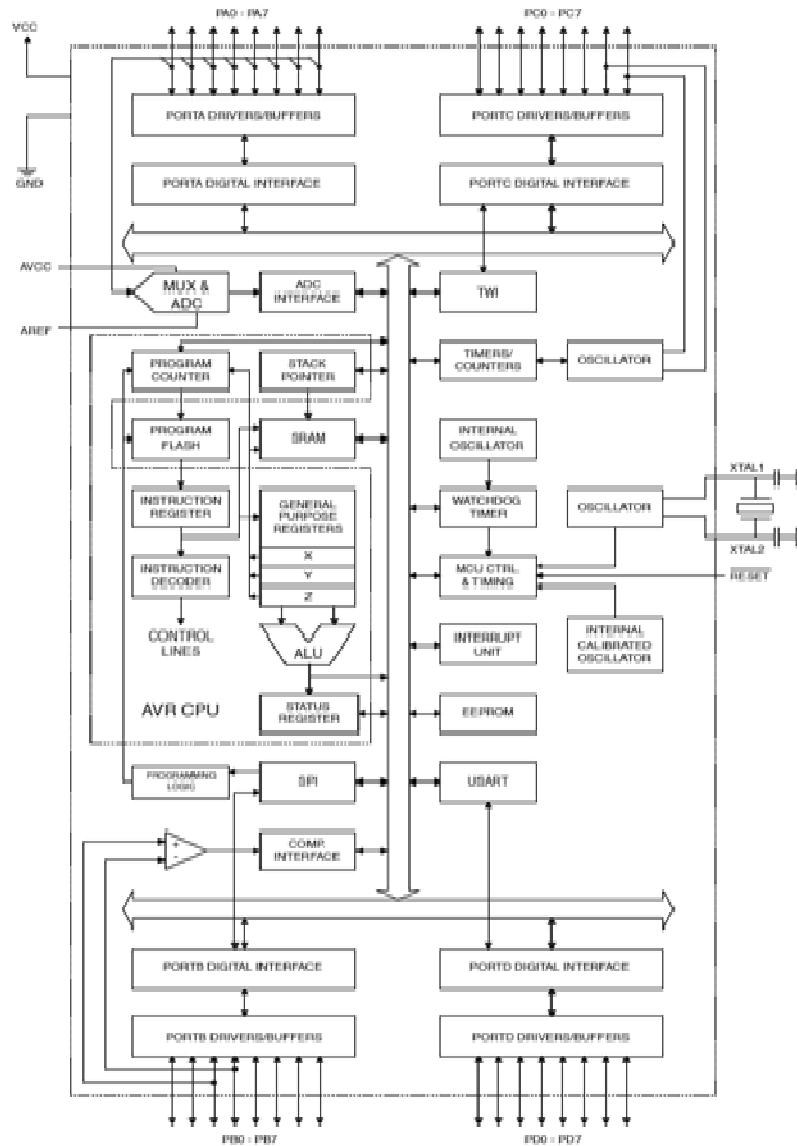 PA0 - PA7
PC0 - PC7
VCC
PORTA DRIVERS/BUFFERS
PORTC DRIVERS/BUFFERS
GND
PORTA DIGITAL INTERFACE
PORTC DIGITAL INTERFACE
AVCC
MUX &
ADC
ADC
INTERFACE
TWI
AREF
PROGRAM
COUNTER
STACK
POINTER
TIMERS/
COUNTERS
OSCILLATOR
PROGRAM
FLASH
SRAM
INTERNAL
OSCILLATOR
XTAL1
INSTRUCTION
REGISTER
GENERAL
PURPOSE
REGISTERS
WATCHDOG
TIMER
OSCILLATOR
XTAL2
X
INSTRUCTION
DECODER
Y
MCU CTRL.
& TIMING
RESET
Z
CONTROL
LINES
ALU
INTERRUPT
UNIT
INTERNAL
CALIBRATED
OSCILLATOR
AVR CPU
STATUS
REGISTER
EEPROM
PROGRAMMING
LOGIC
SPI
USART
+
-
COMP.
INTERFACE
PORTB DIGITAL INTERFACE
PORTD DIGITAL INTERFACE
PORTB DRIVERS/BUFFERS
PORTD DRIVERS/BUFFERS
PB0 - PB7
PD0 - PD7